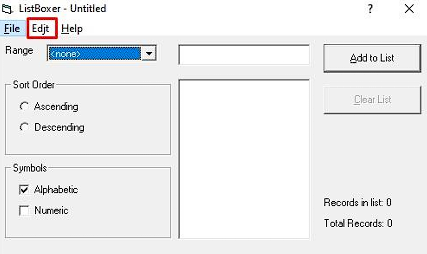 ListBoxer - Untitled
?
File Edjt Help
Range <none>
Add to List
Sort Order
Clear List
Ascending
Descending
Symbols
Alphabetic
Numeric
Records in list: 0
Total Records: 0